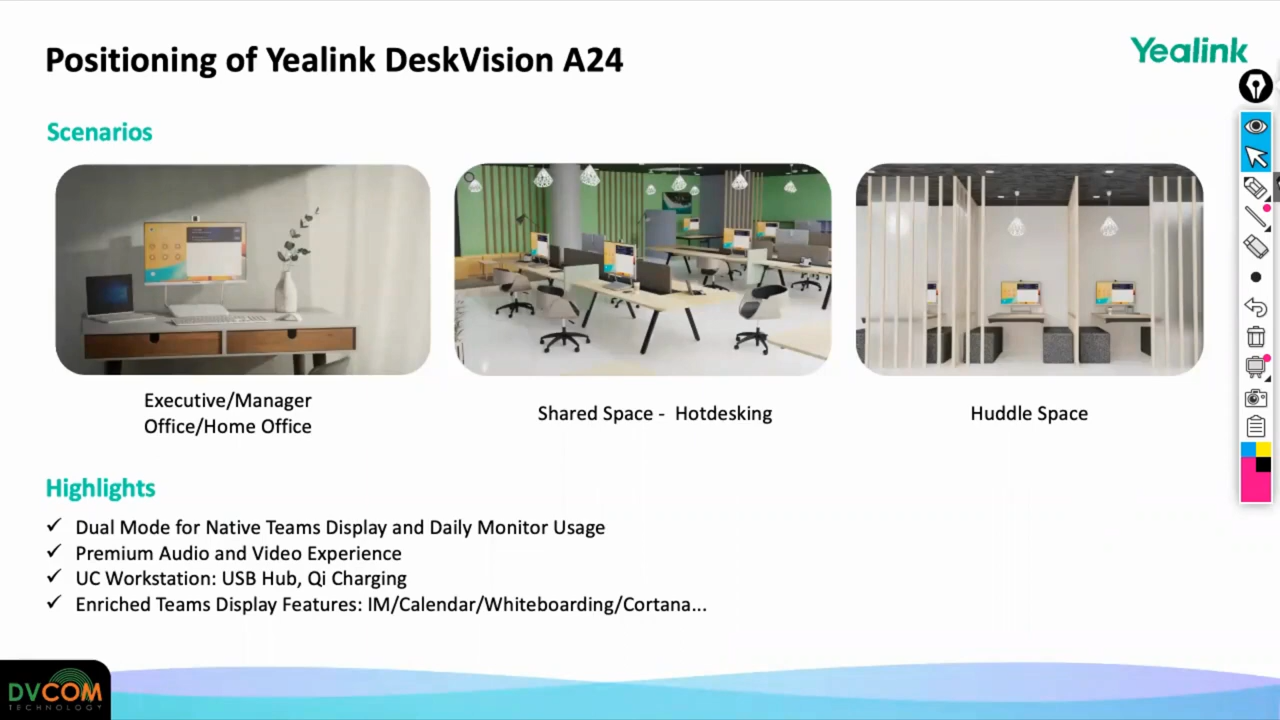 Positioning of Yealink DeskVision A24
Yealink
Scenarios
Executive/Manager
Office/Home Office
Shared Space - Hotdesking
Huddle Space
Highlights
✓ Dual Mode for Native Teams Display and Daily Monitor Usage
✓ Premium Audio and Video Experience
✓ UC Workstation: USB Hub, Qi Charging
✓ Enriched Teams Display Features: IM/Calendar/Whiteboarding/Cortana...
DVCOM
TECHNOLOGY